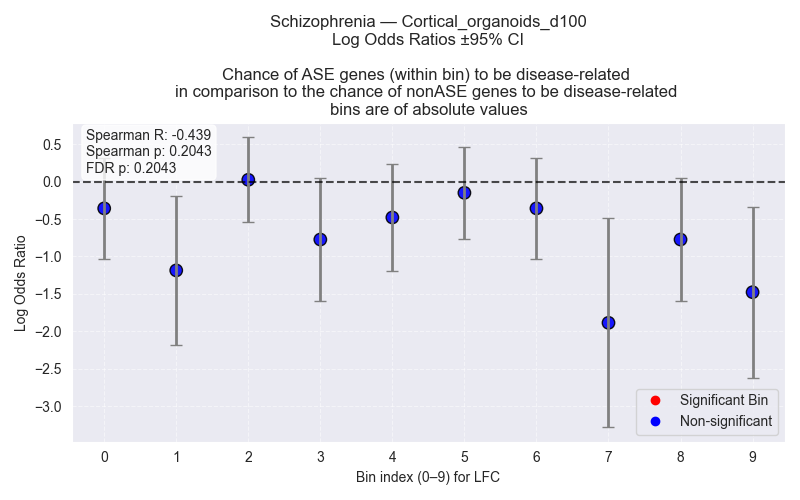 Schizophrenia — Cortical_organoids_d100
Log Odds Ratios ±95% CI
Chance of ASE genes (within bin) to be disease-related
in comparison to the chance of nonASE genes to be disease-related
bins are of absolute values
Spearman R: -0.439
Spearman p: 0.2043
FDR p: 0.2043
Log Odds Ratio
0.5
0.0
−0.5
−1.0
−1.5
−2.0
−2.5
−3.0
Significant Bin
Non-significant
0 1 2 3 4 5 6 7 8 9
Bin index (0–9) for LFC